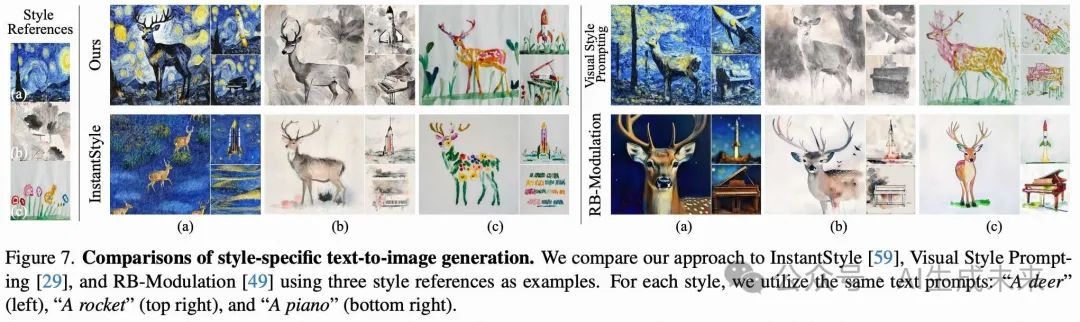 Style
References
(a)
(b)
(c)
Ours
InstantStyle
(a)
(b)
(c)
Visual Style
Prompting
RB-Modulation
(a)
(b)
(c)
Figure 7. Comparisons of style-specific text-to-image generation. We compare our approach to InstantStyle [59], Visual Style Prompt-
ing [29], and RB-Modulation [49] using three style references as examples. For each style, we utilize the same text prompts: “A deer”
(left), “A rocket” (top right), and “A piano” (bottom right).
公众号 · AI生成未来